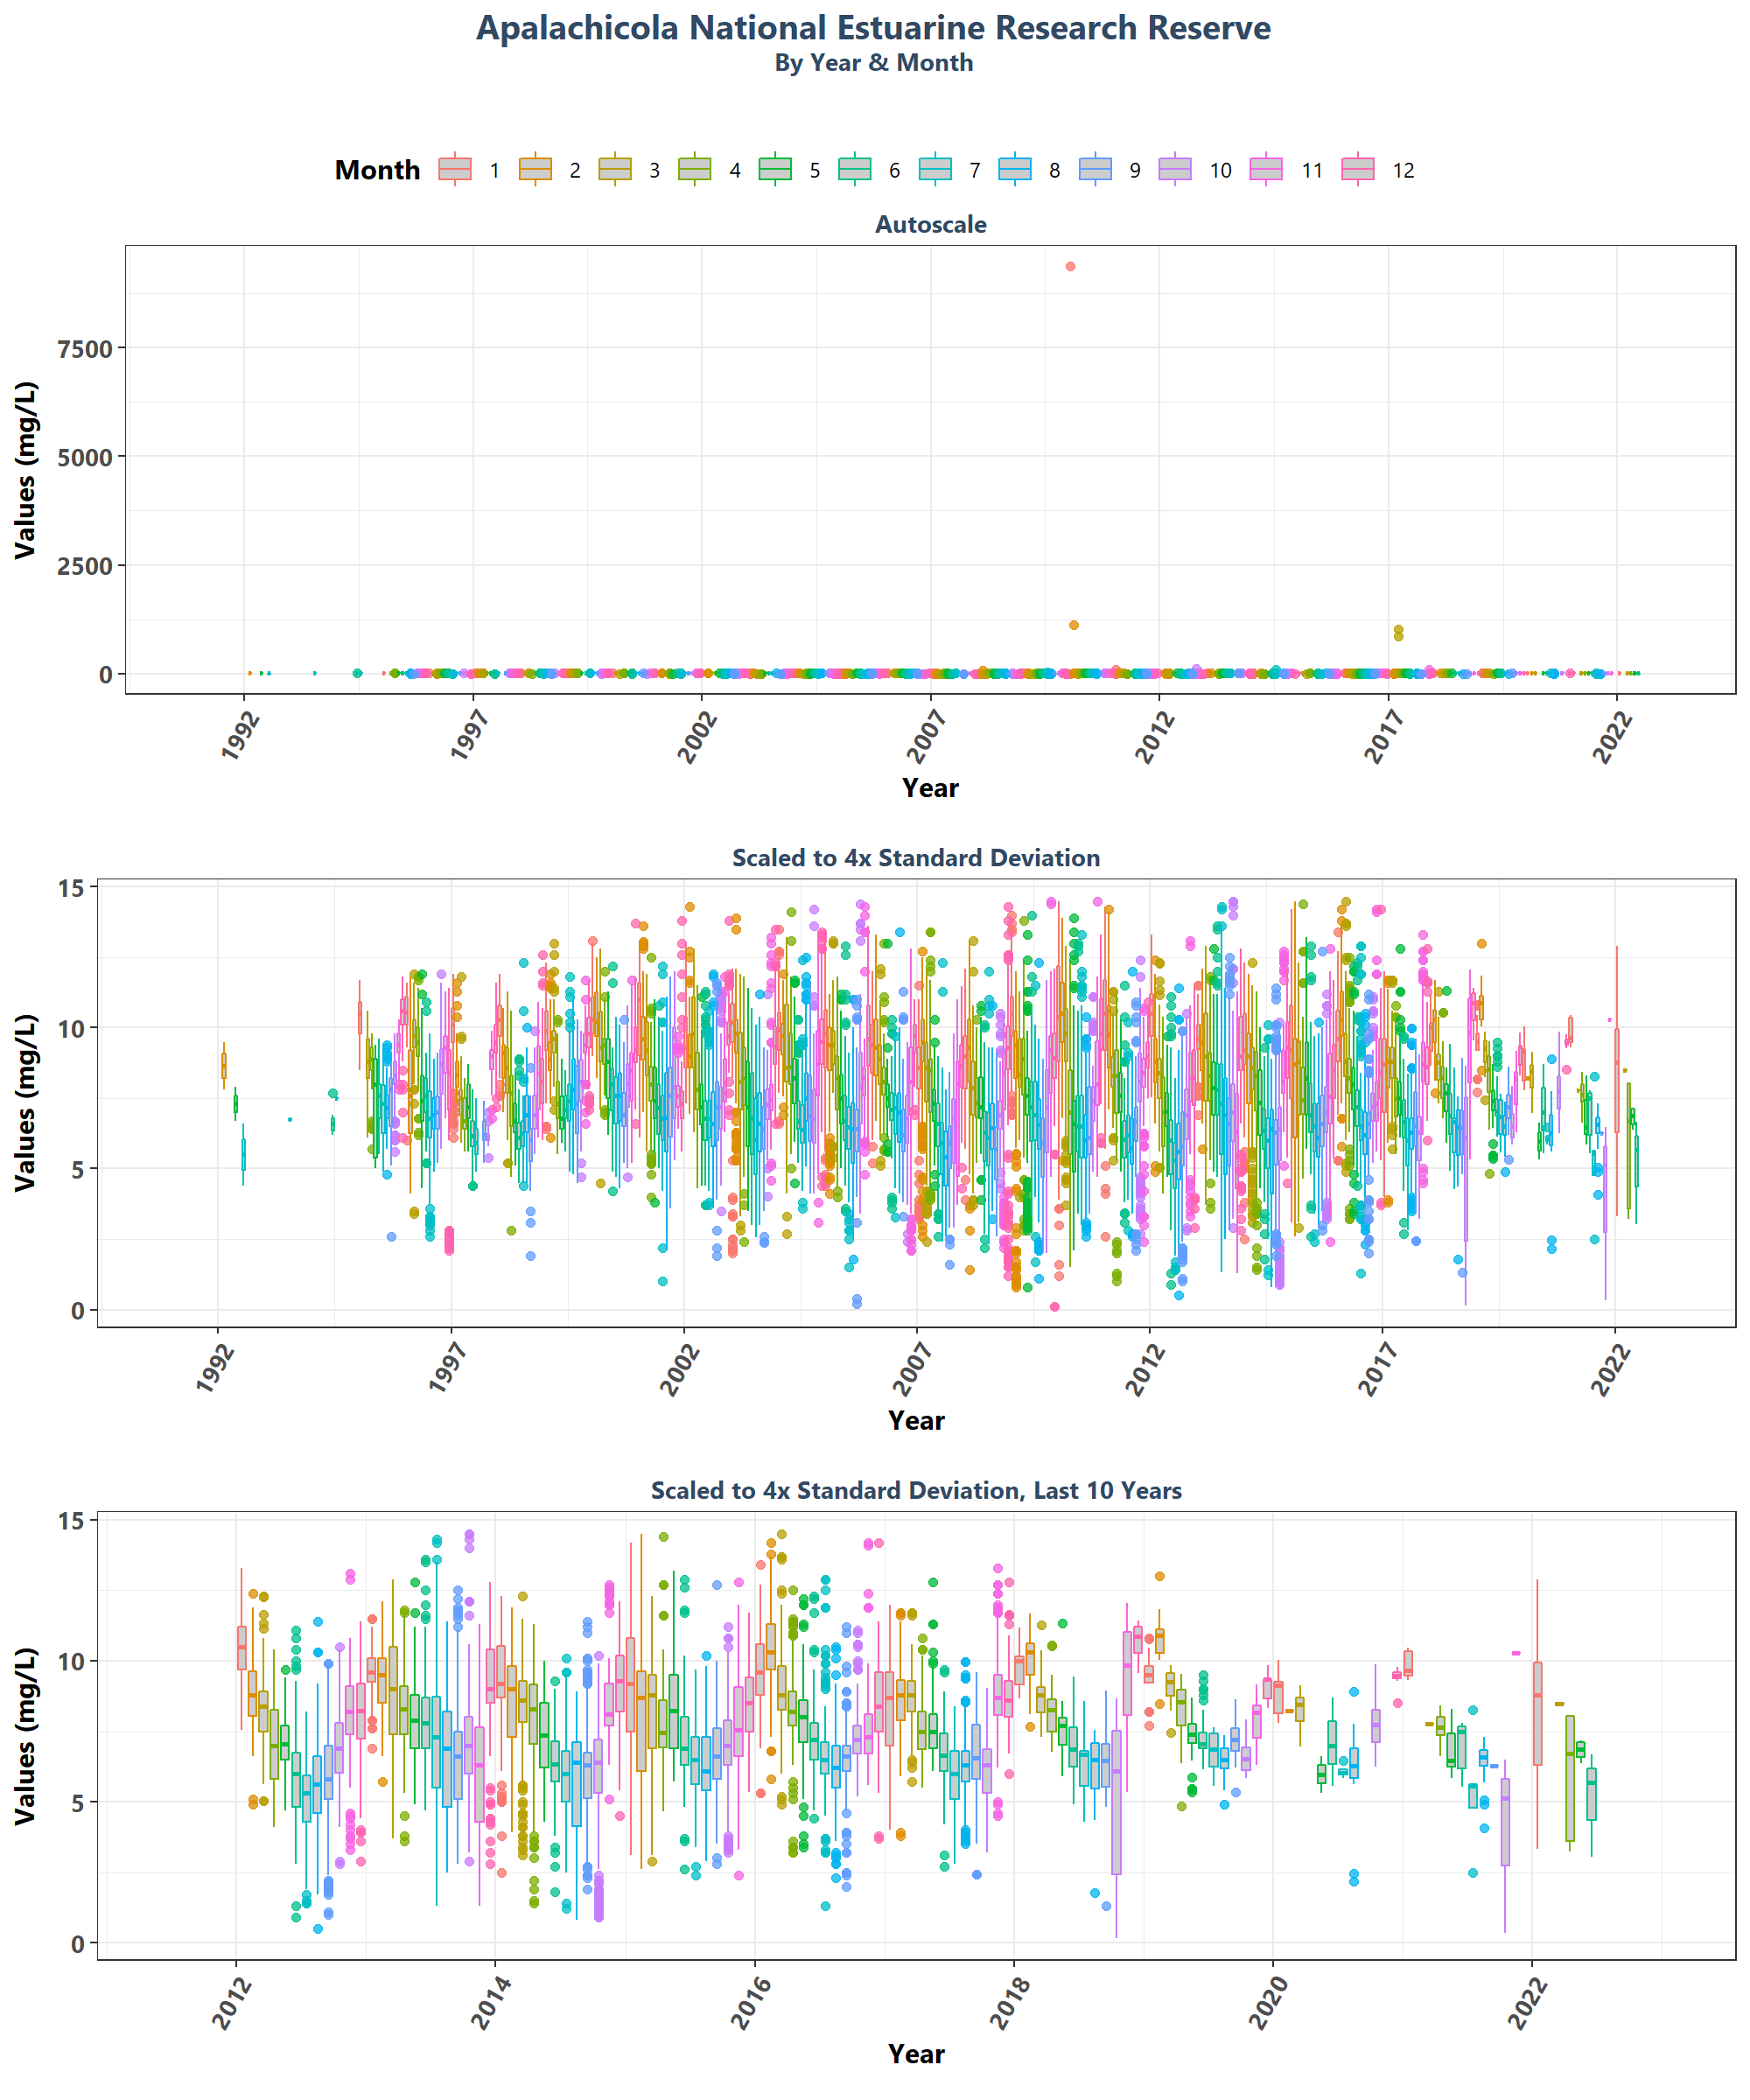 Apalachicola National Estuarine Research Reserve
By Year & Month
Month 1 2 3 4 5 6 7 8 9 10 11 12
Autoscale
Values (mg/L)
7500
5000
2500
0
1992 1997 2002 2007 2012 2017 2022
Year
Scaled to 4x Standard Deviation
Values (mg/L)
15
10
5
0
1992 1997 2002 2007 2012 2017 2022
Year
Scaled to 4x Standard Deviation, Last 10 Years
Values (mg/L)
15
10
5
0
2012 2014 2016 2018 2020 2022
Year